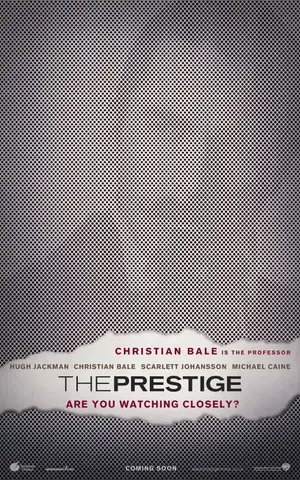 CHRISTIAN BALE IS THE PROFESSOR
HUGH JACKMAN CHRISTIAN BALE SCARLETT JOHANSSON MICHAEL CAINE
THE PRESTIGE
ARE YOU WATCHING CLOSELY?
COMING SOON